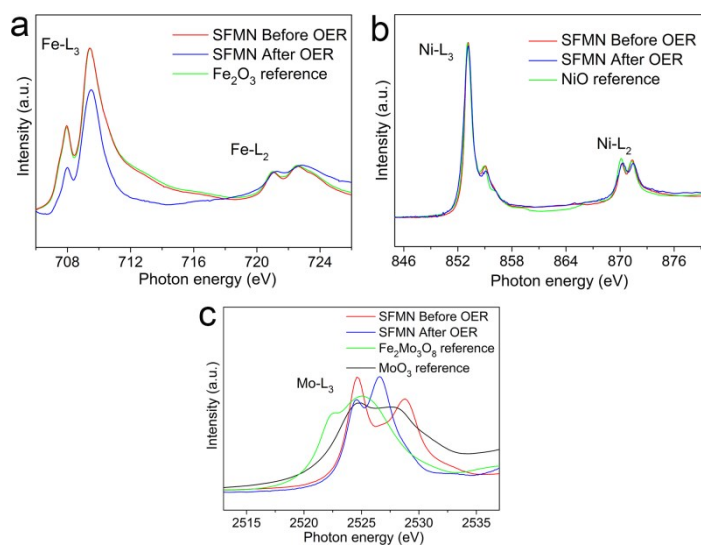 a
Fe-L₃
SFMN Before OER
SFMN After OER
Fe₂O₃ reference
Fe-L₂
Intensity (a.u.)
708 712 716 720 724
Photon energy (eV)
b
Ni-L₃
SFMN Before OER
SFMN After OER
NiO reference
Ni-L₂
Intensity (a.u.)
846 852 858 864 870 876
Photon energy (eV)
c
SFMN Before OER
SFMN After OER
Fe₂Mo₃O₈ reference
MoO₃ reference
Mo-L₃
Intensity (a.u.)
2515 2520 2525 2530 2535
Photon energy (eV)